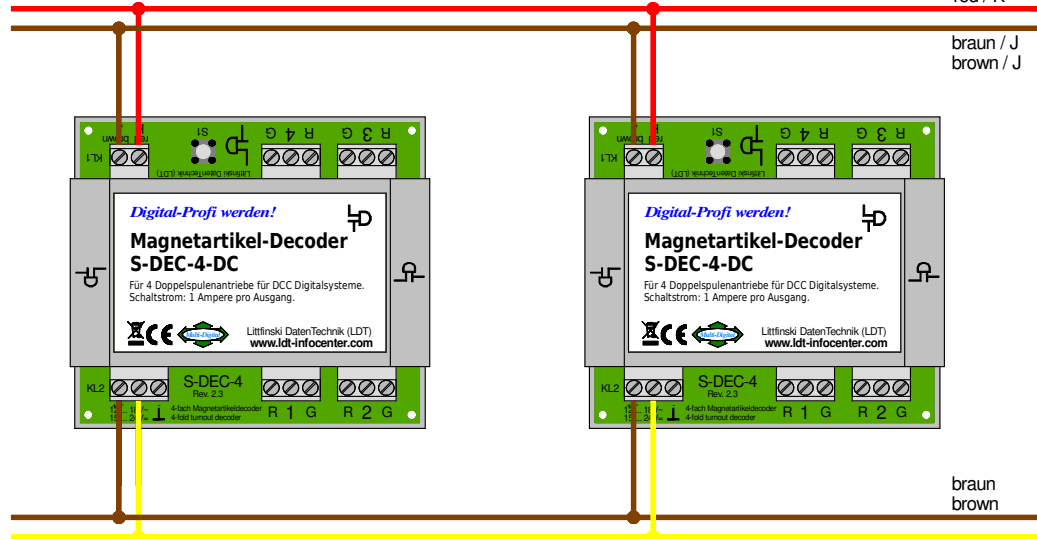 braun / J
brown / J
S1
G 4 R
G 3 R
KL1
Littfinski DatenTechnik (LDT)
Digital-Profi werden!
Magnetartikel-Decoder
S-DEC-4-DC
Für 4 Doppelspulenantriebe für DCC Digitalsysteme.
Schaltstrom: 1 Ampere pro Ausgang.
Multi-Digital
Littfinski DatenTechnik (LDT)
www.ldt-infocenter.com
KL2
S-DEC-4
Rev. 2.3
4-fach Magnetartikeldecoder
4-fold turnout decoder
R 1 G
R 2 G
S1
G 4 R
G 3 R
KL1
Littfinski DatenTechnik (LDT)
Digital-Profi werden!
Magnetartikel-Decoder
S-DEC-4-DC
Für 4 Doppelspulenantriebe für DCC Digitalsysteme.
Schaltstrom: 1 Ampere pro Ausgang.
Multi-Digital
Littfinski DatenTechnik (LDT)
www.ldt-infocenter.com
KL2
S-DEC-4
Rev. 2.3
4-fach Magnetartikeldecoder
4-fold turnout decoder
R 1 G
R 2 G
braun
brown